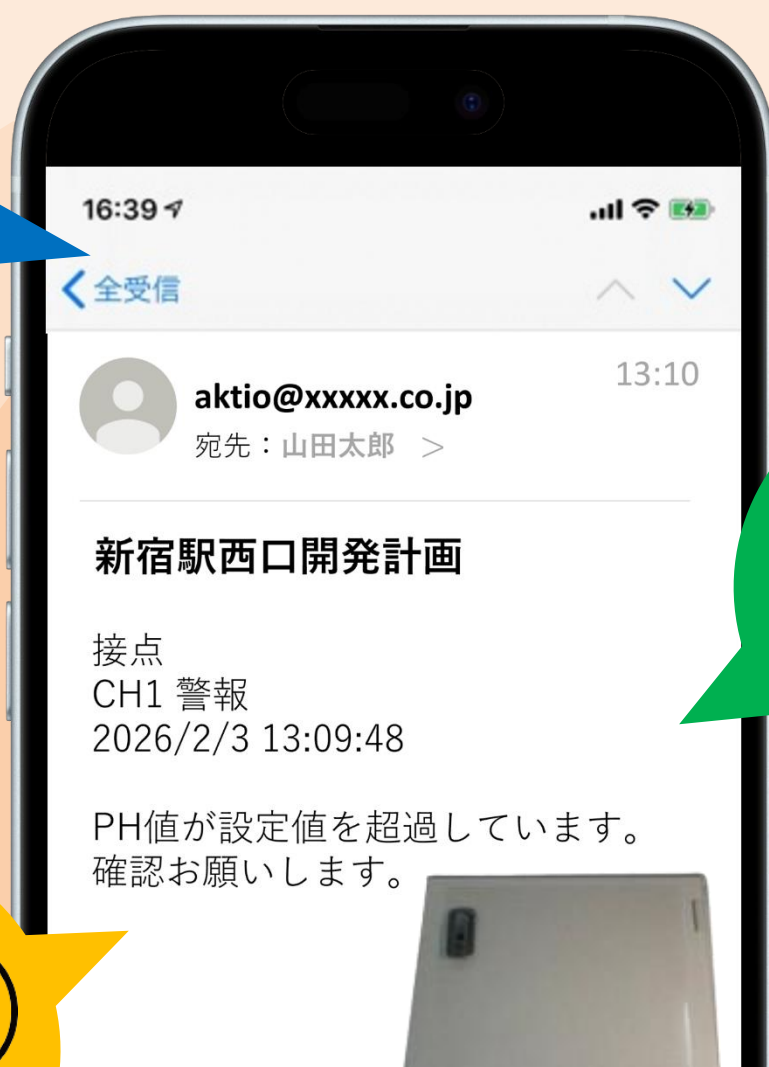 16:39
全受信
aktio@xxxxx.co.jp
13:10
宛先：山田太郎 ＞
新宿駅西口開発計画
接点
CH1 警報
2026/2/3 13:09:48
PH値が設定値を超過しています。
確認お願いします。